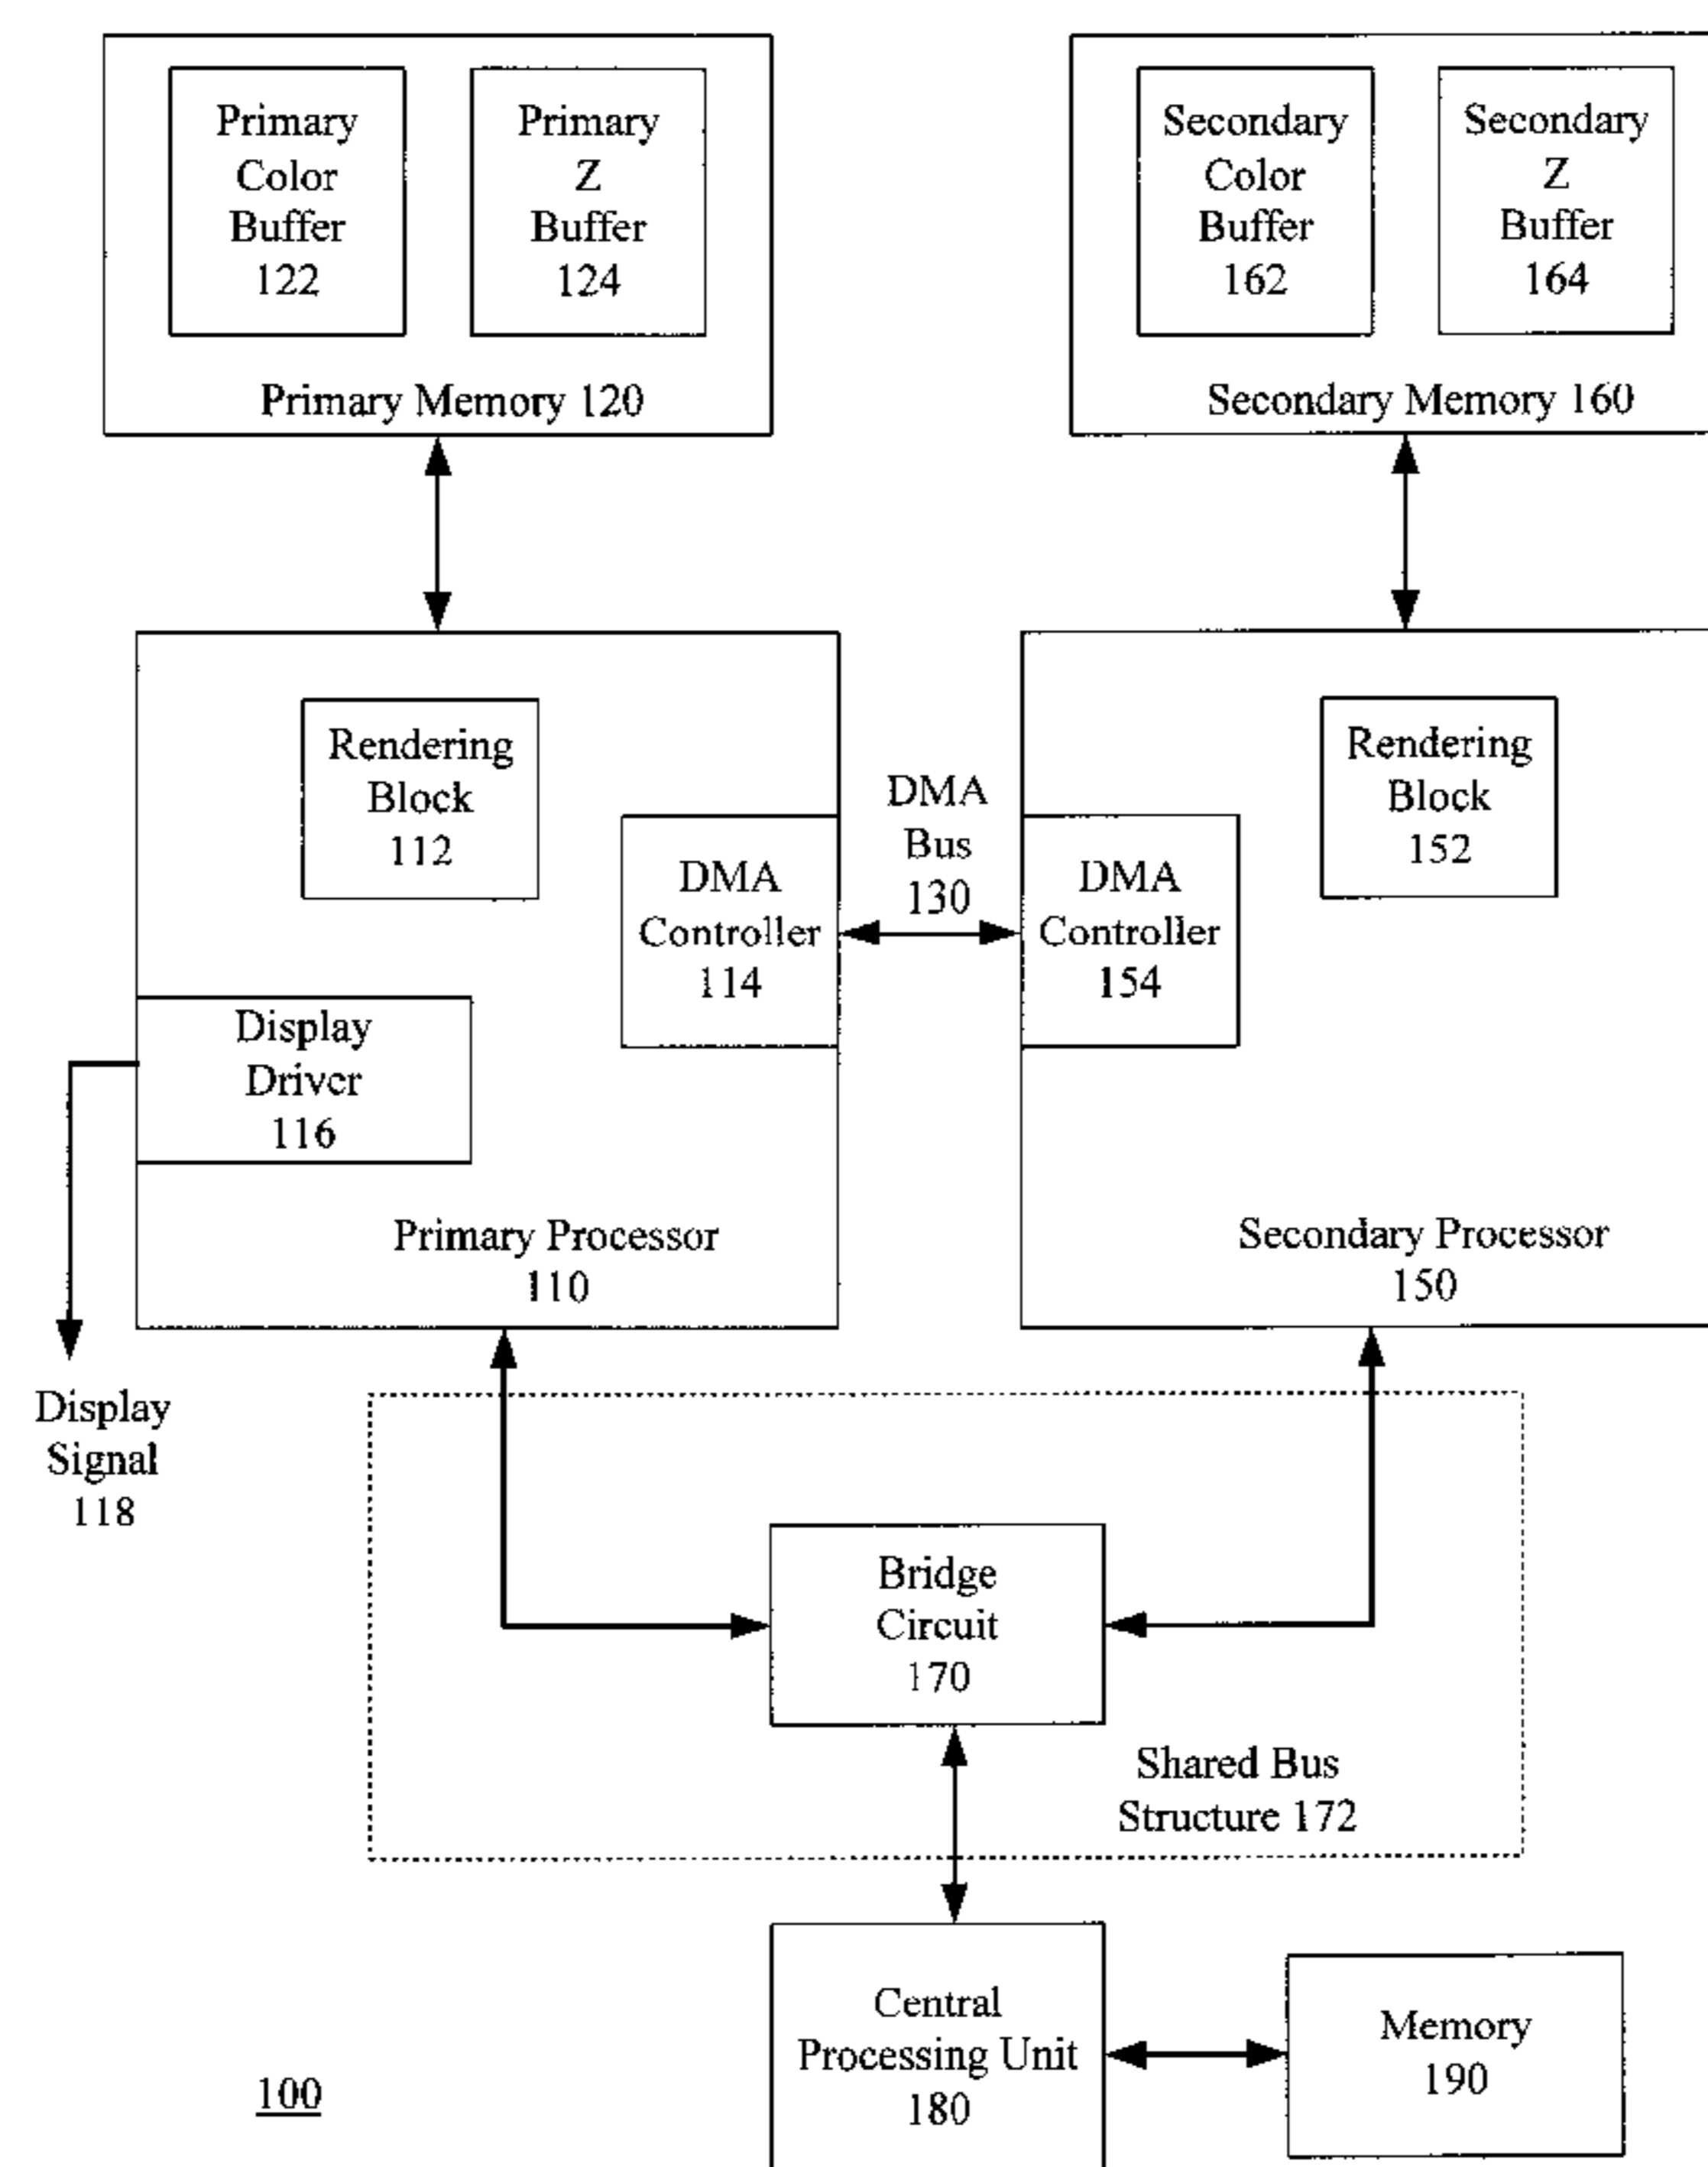 Primary
Color
Buffer
122
Primary
Z
Buffer
124
Primary Memory 120
Secondary
Color
Buffer
162
Secondary
Z
Buffer
164
Secondary Memory 160
Rendering
Block
112
DMA
Controller
114
Display
Driver
116
Primary Processor
110
DMA
Bus
130
Rendering
Block
152
DMA
Controller
154
Secondary Processor
150
Display
Signal
118
Bridge
Circuit
170
Shared Bus
Structure 172
Central
Processing Unit
180
Memory
190
100